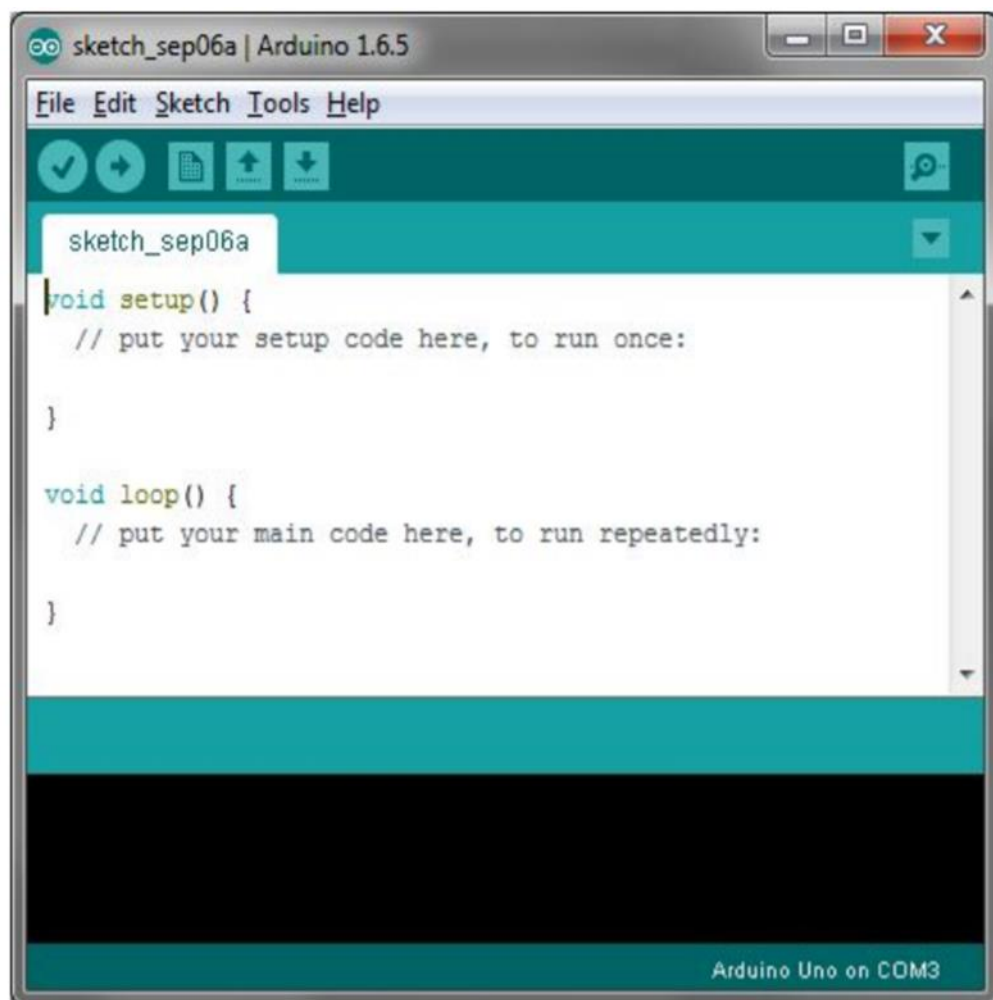 sketch_sep06a | Arduino 1.6.5
File Edit Sketch Tools Help
sketch_sep06a
void setup() {
  // put your setup code here, to run once:
}
void loop() {
  // put your main code here, to run repeatedly:
}
Arduino Uno on COM3